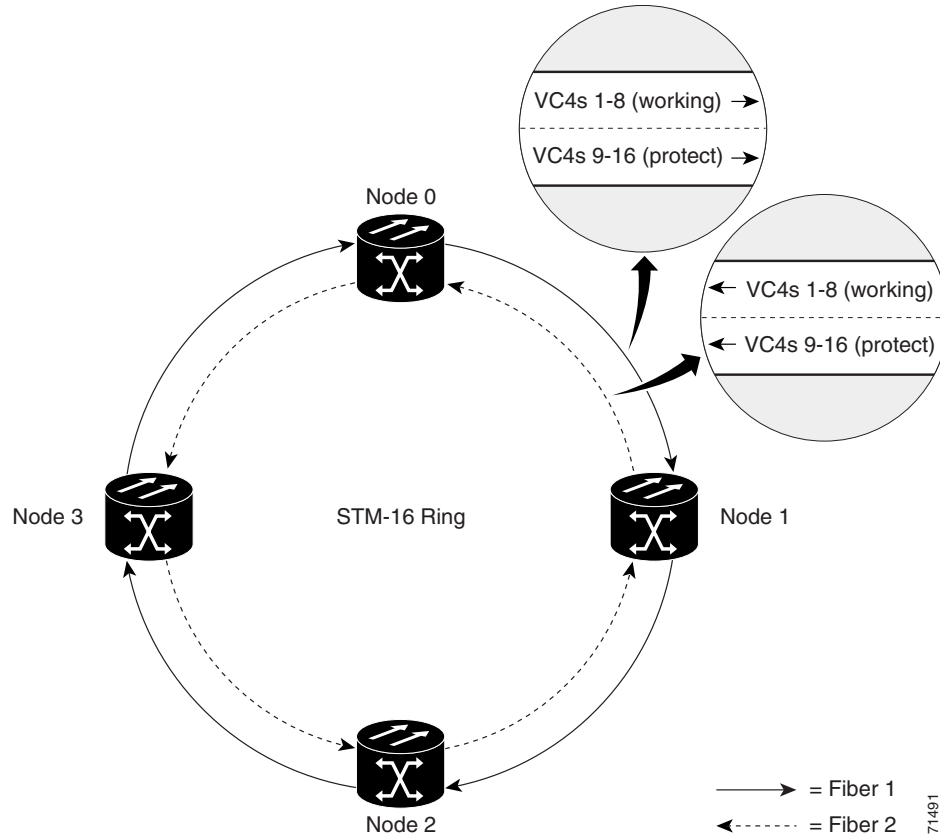 VC4s 1-8 (working)
VC4s 9-16 (protect)
Node 0
VC4s 1-8 (working)
VC4s 9-16 (protect)
Node 3
STM-16 Ring
Node 1
Node 2
= Fiber 1
= Fiber 2
71491